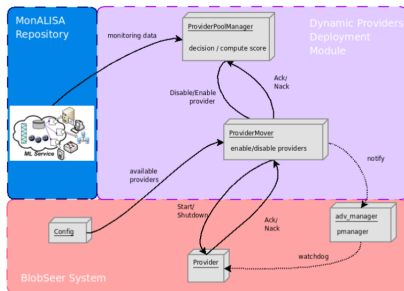 MonALISA
Repository
ProviderPoolManager
decision / compute score
Dynamic Providers
Deployment
Module
monitoring data
Disable/Enable
provider
Ack/
Nack
ML Service
ProviderMover
enable/disable providers
available
providers
notify
Start/
Shutdown
Ack/
Nack
Config
adv_manager
pmanager
Provider
watchdog
BlobSeer System